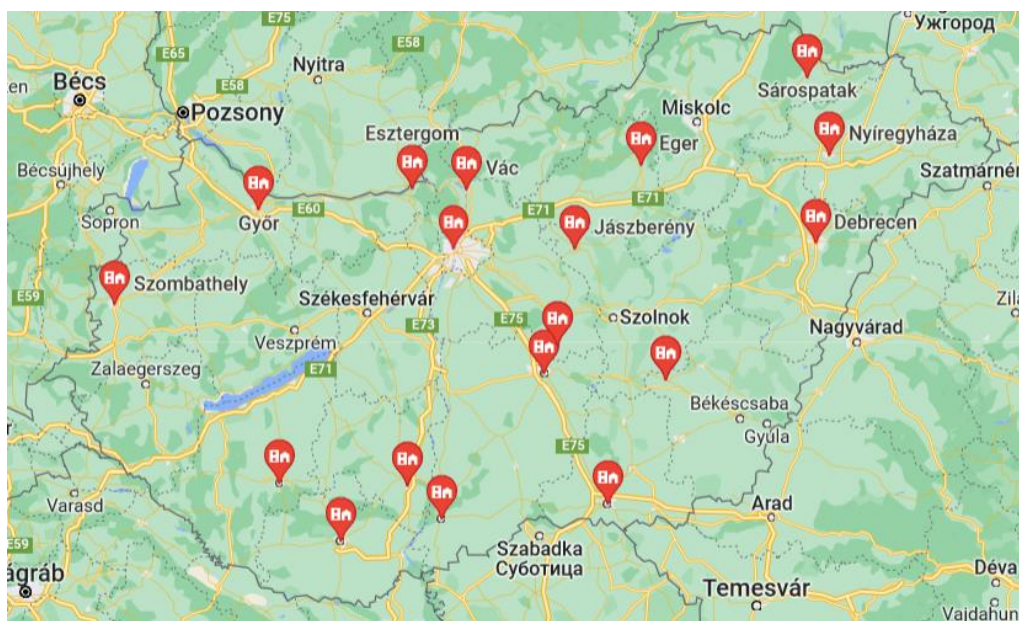 E75
Ужгород
E65
E58
Nyitra
Bécs
en
E58
Sárospatak
Pozsony
Miskolc
Esztergom
Nyíregyháza
Eger
Bécsújhely
Vác
Szatmárném
E71
E71
Sopron
Győr
E60
Jászberény
Debrecen
Szombathely
E59
Székesfehérvár
E75
Szolnok
Zila
E73
Nagyvárad
Veszprém
Zalaegerszeg
E71
Békéscsaba
Gyula
E75
Varasd
Arad
E59
Szabadka
Суботица
ágráb
Temesvár
Déva
Vajdahun